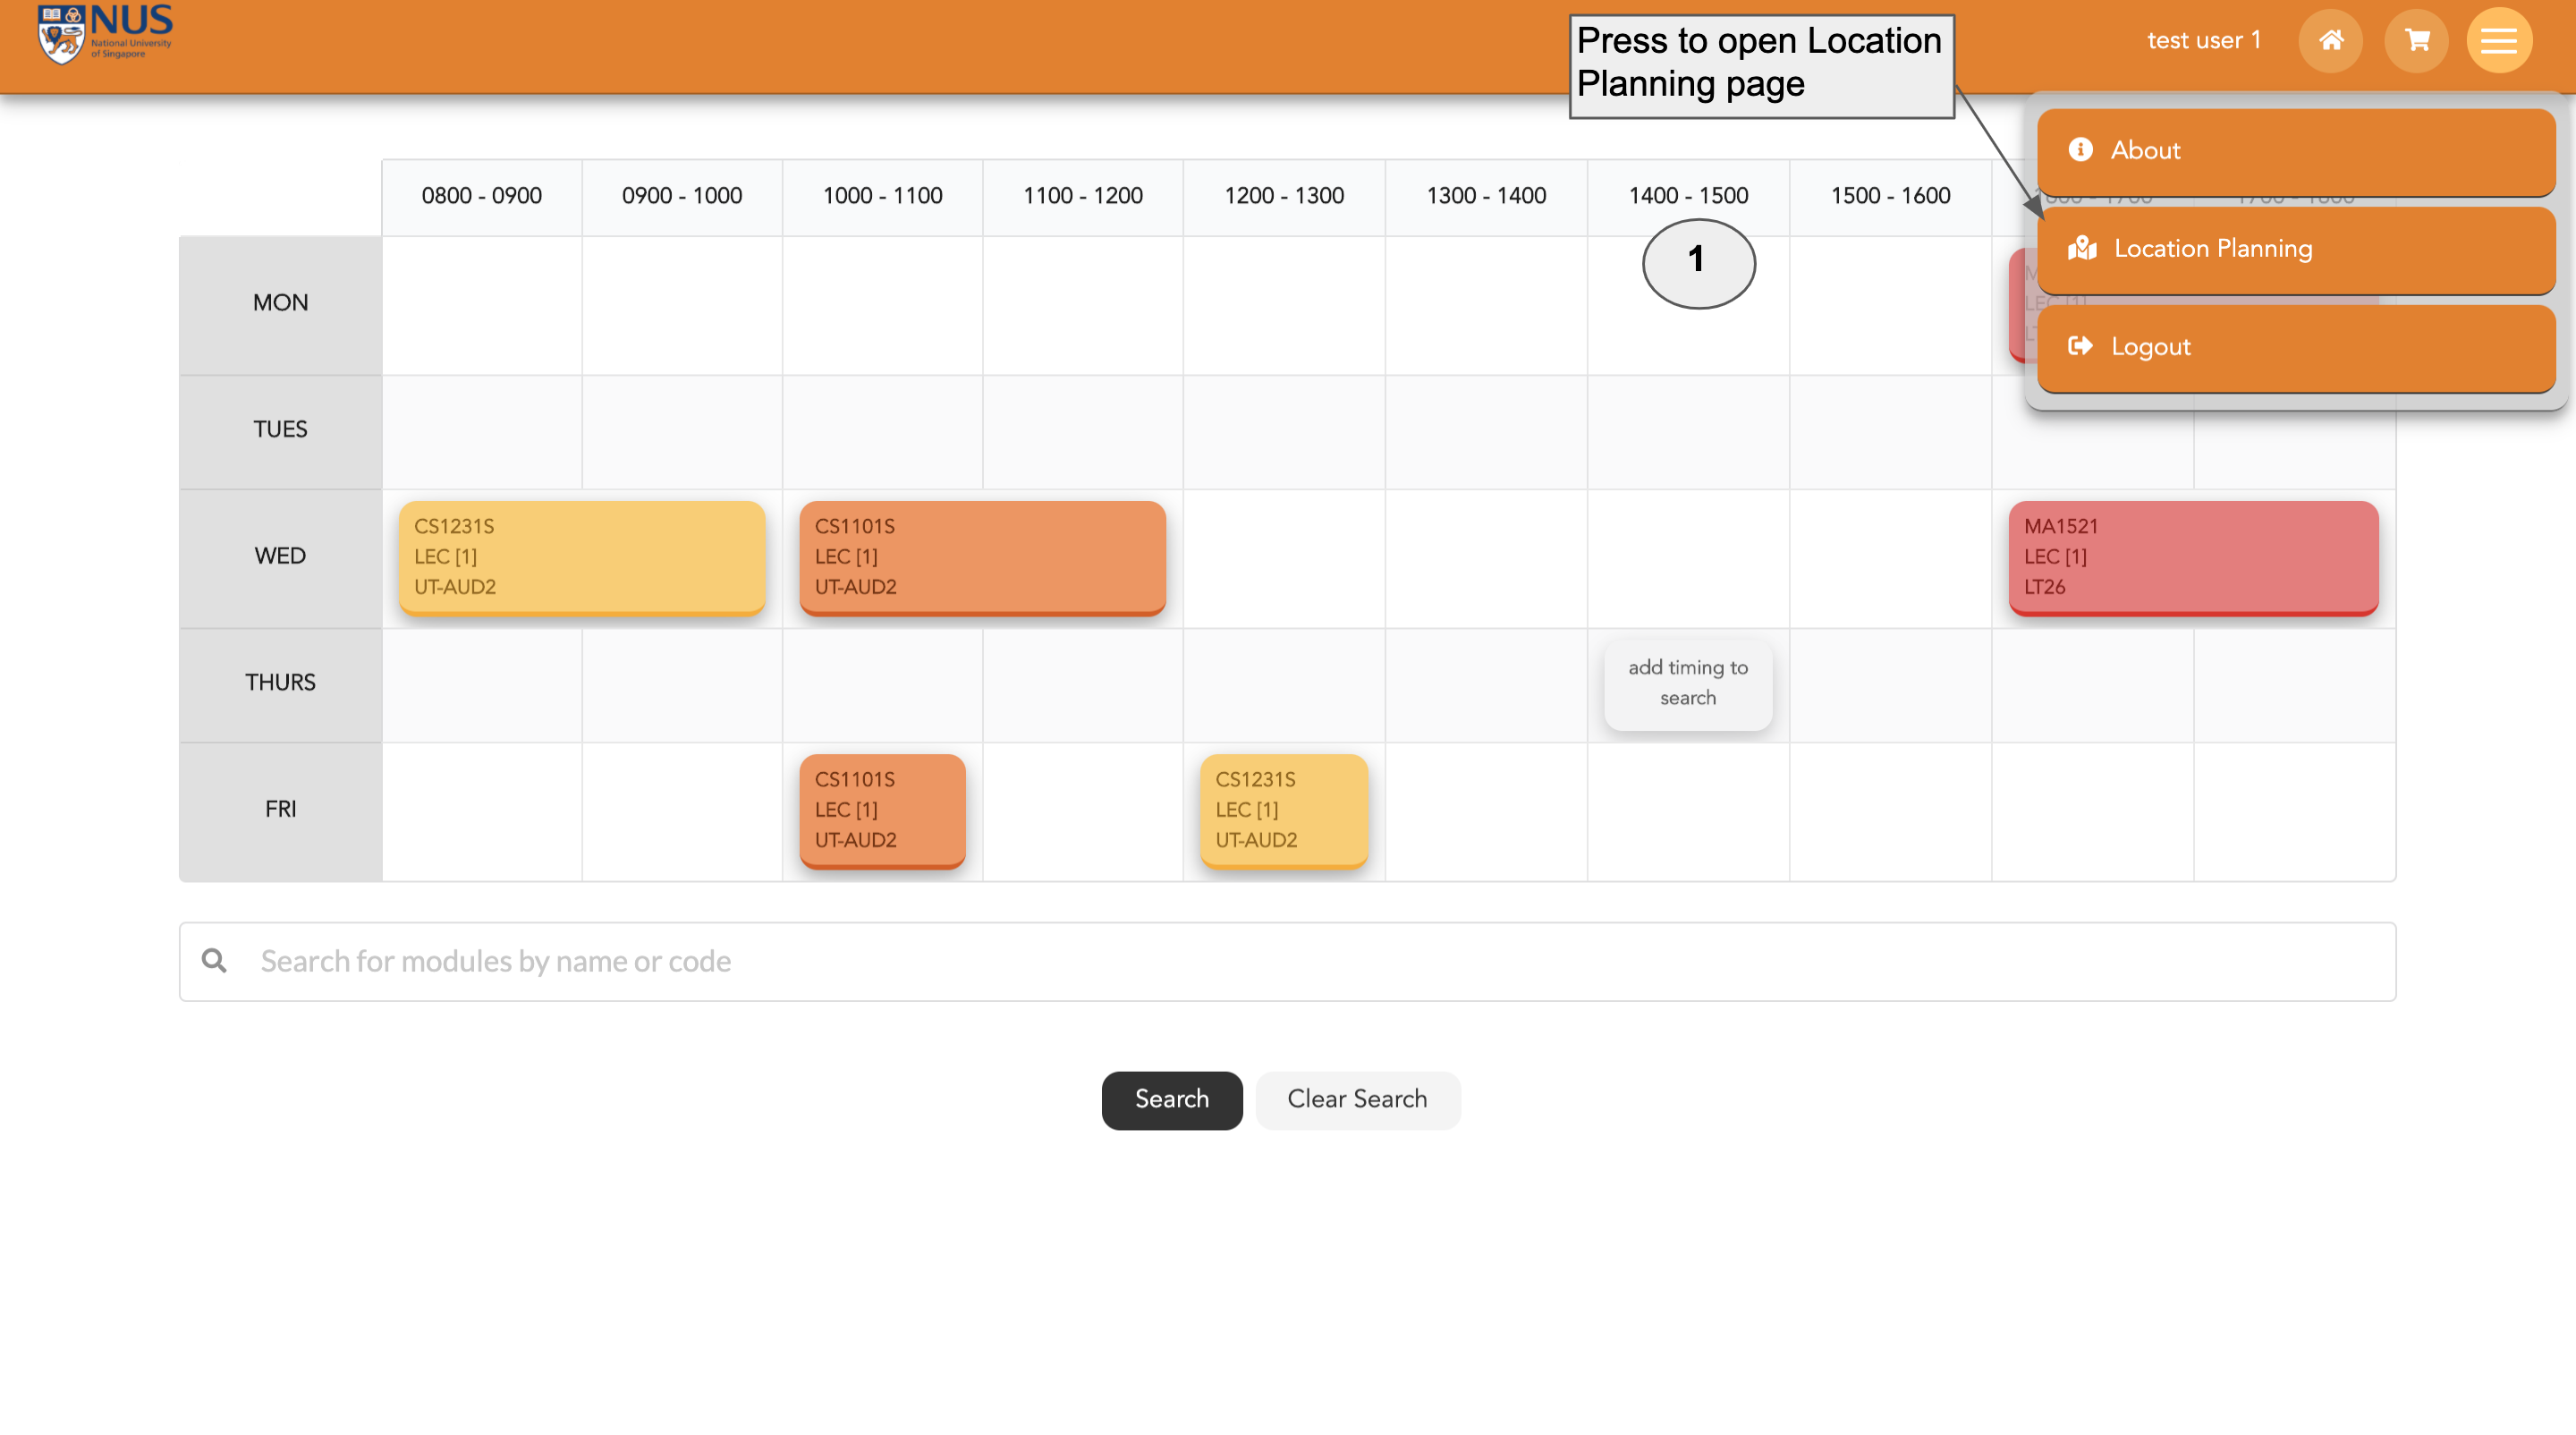 NUS
National University
of Singapore
Press to open Location
Planning page
test user 1
About
Location Planning
Logout
0800 - 0900
0900 - 1000
1000 - 1100
1100 - 1200
1200 - 1300
1300 - 1400
1400 - 1500
1500 - 1600
1
MON
LEC [1]
TUES
WED
CS1231S
LEC [1]
UT-AUD2
CS1101S
LEC [1]
UT-AUD2
MA1521
LEC [1]
LT26
THURS
add timing to
search
FRI
CS1101S
LEC [1]
UT-AUD2
CS1231S
LEC [1]
UT-AUD2
Search for modules by name or code
Search
Clear Search